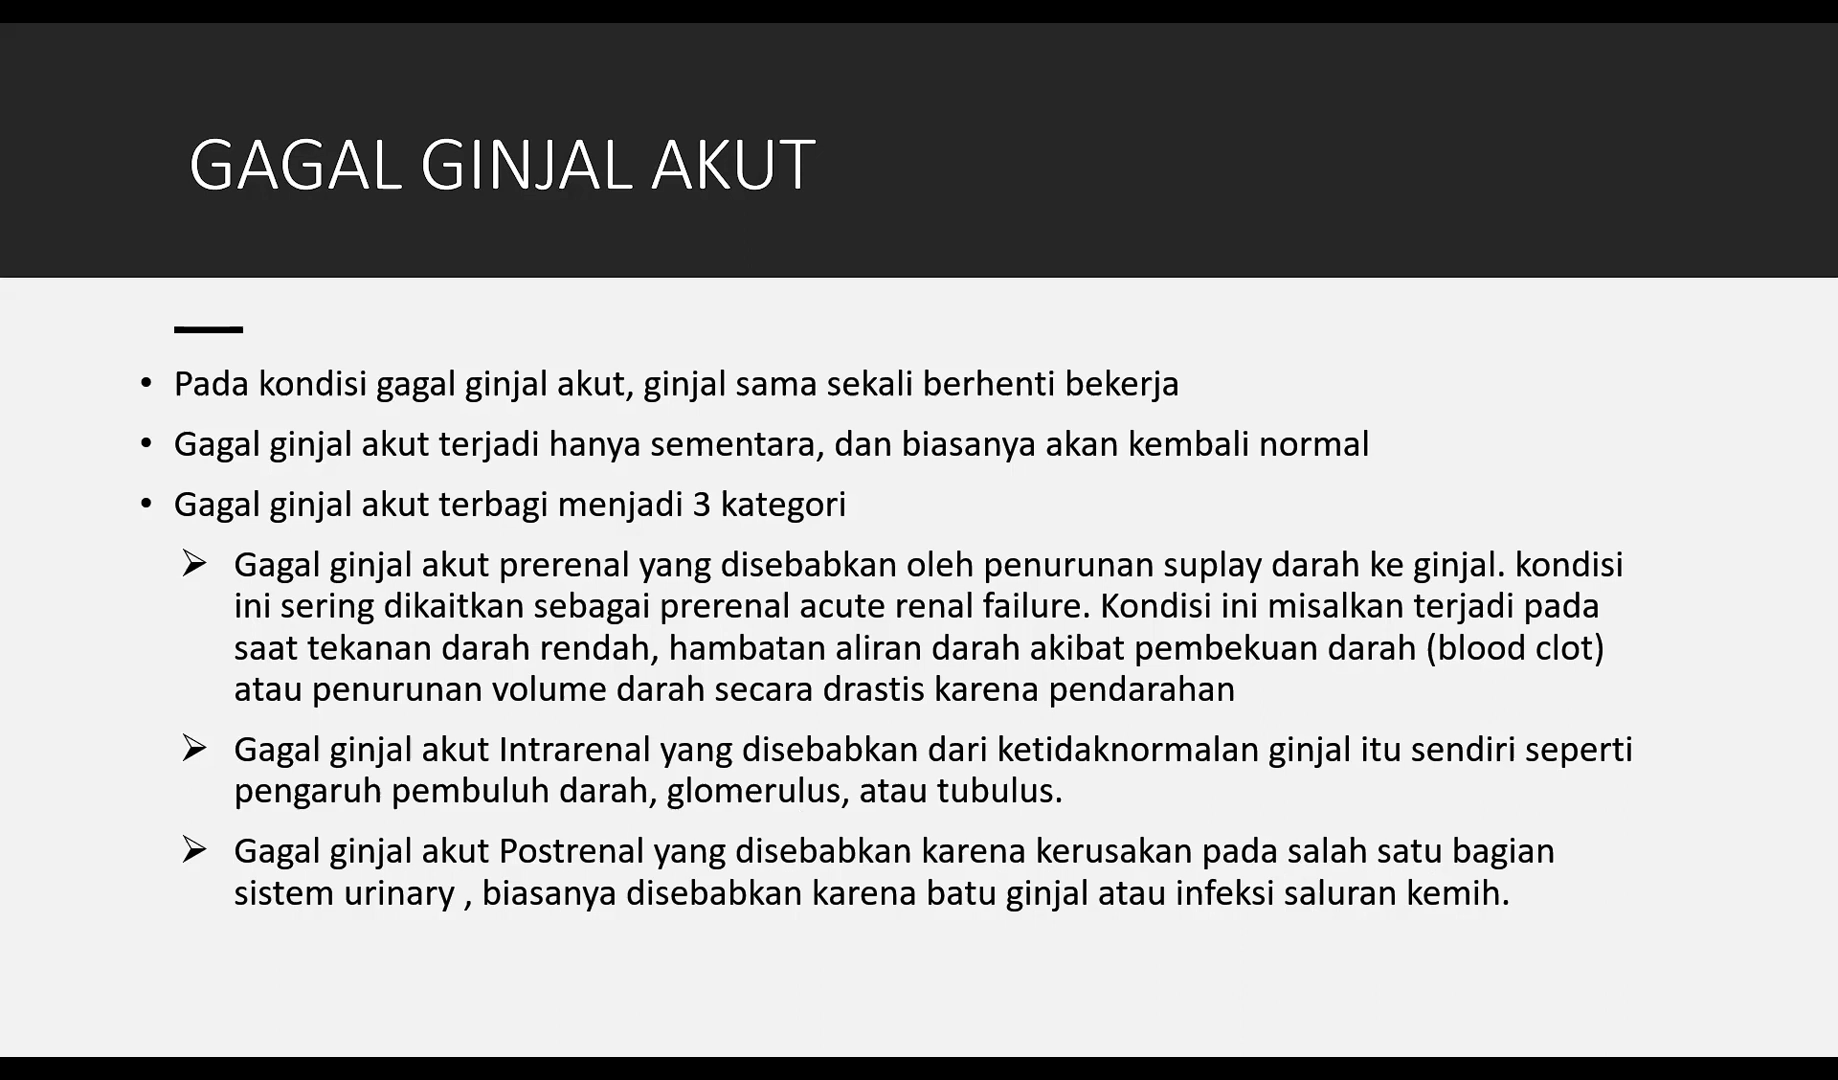 GAGAL GINJAL AKUT
• Pada kondisi gagal ginjal akut, ginjal sama sekali berhenti bekerja
• Gagal ginjal akut terjadi hanya sementara, dan biasanya akan kembali normal
• Gagal ginjal akut terbagi menjadi 3 kategori
➢ Gagal ginjal akut prerenal yang disebabkan oleh penurunan suplay darah ke ginjal. kondisi
ini sering dikaitkan sebagai prerenal acute renal failure. Kondisi ini misalkan terjadi pada
saat tekanan darah rendah, hambatan aliran darah akibat pembekuan darah (blood clot)
atau penurunan volume darah secara drastis karena pendarahan
➢ Gagal ginjal akut Intrarenal yang disebabkan dari ketidaknormalan ginjal itu sendiri seperti
pengaruh pembuluh darah, glomerulus, atau tubulus.
➢ Gagal ginjal akut Postrenal yang disebabkan karena kerusakan pada salah satu bagian
sistem urinary , biasanya disebabkan karena batu ginjal atau infeksi saluran kemih.